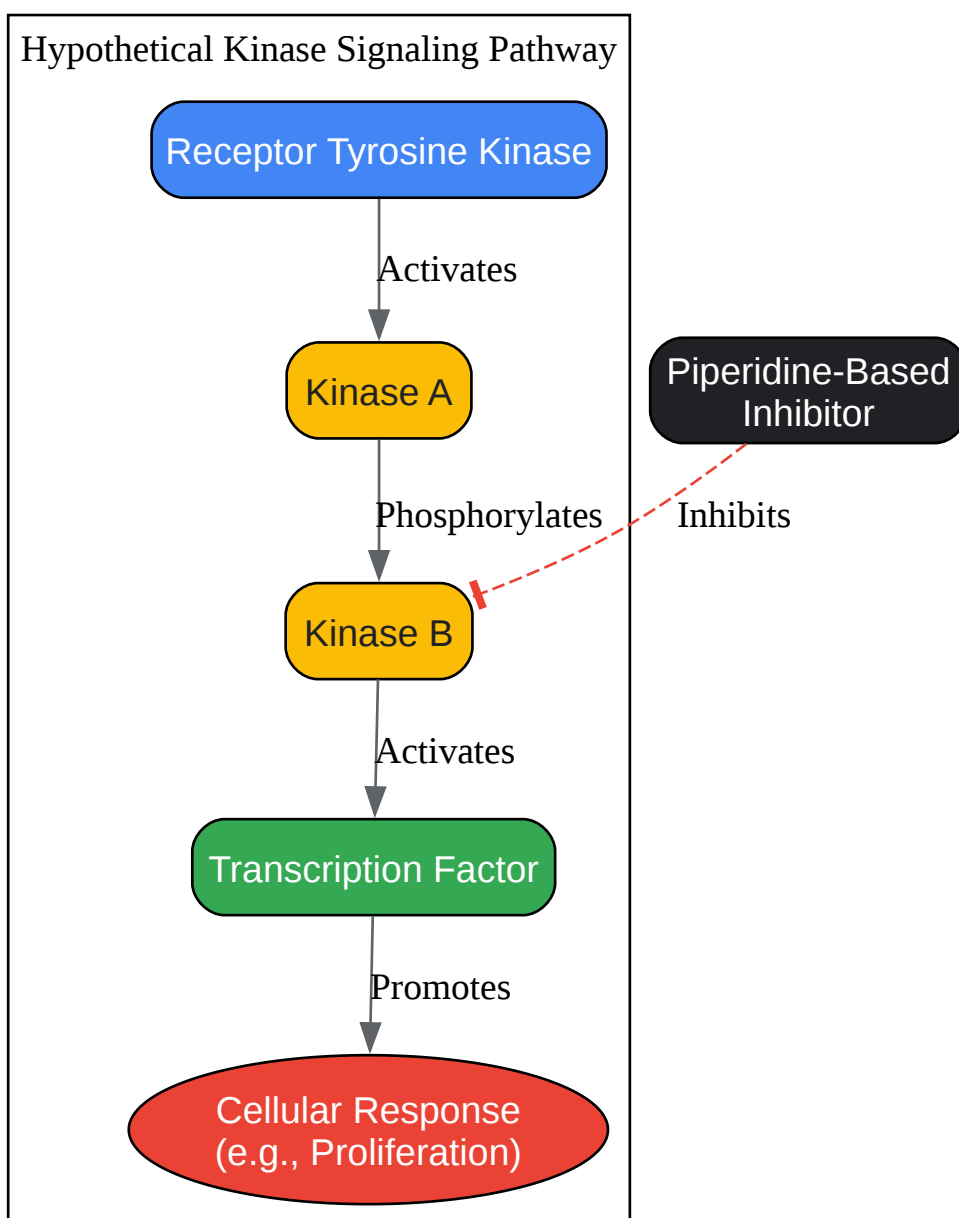 Hypothetical Kinase Signaling Pathway
Receptor Tyrosine Kinase
Activates
Kinase A
Piperidine-Based
Inhibitor
Phosphorylates
Inhibits
Kinase B
Activates
Transcription Factor
Promotes
Cellular Response
(e.g., Proliferation)